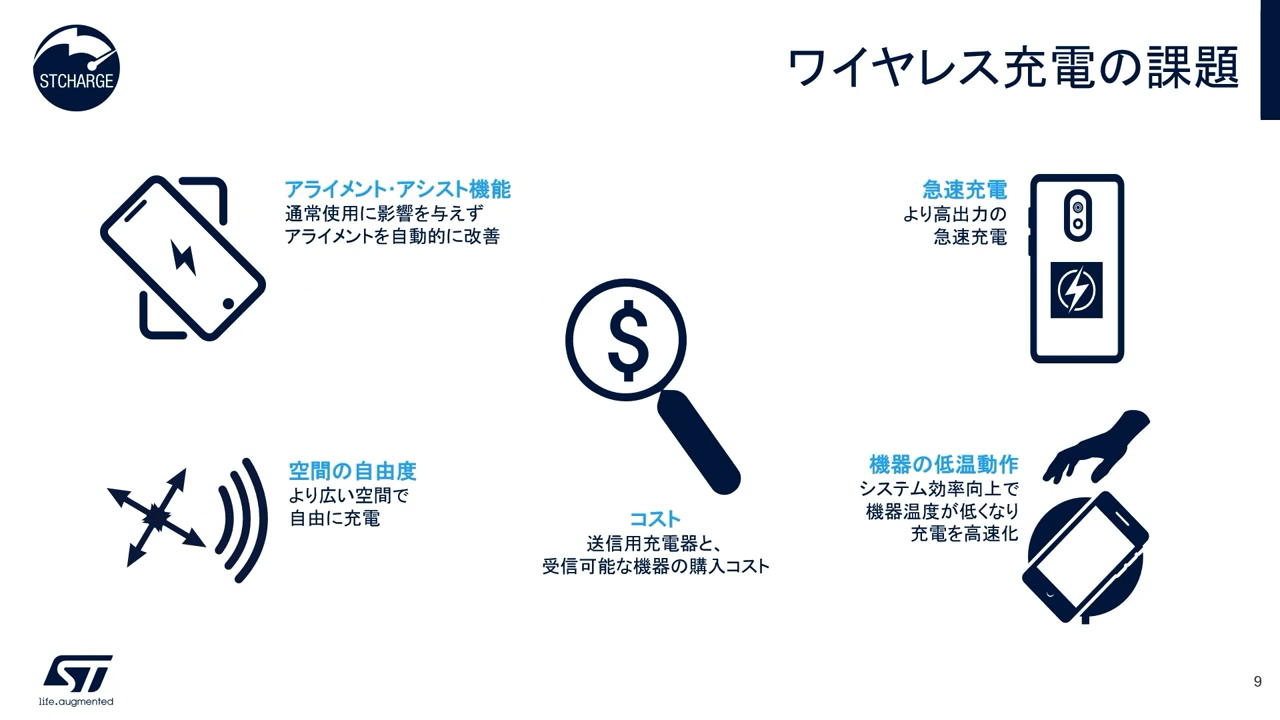 STCHARGE
ワイヤレス充電の課題
アライメント・アシスト機能
通常使用に影響を与えず
アライメントを自動的に改善
急速充電
より高出力の
急速充電
$
空間の自由度
より広い空間で
自由に充電
コスト
送信用充電器と、
受信可能な機器の購入コスト
機器の低温動作
システム効率向上で
機器温度が低くなり
充電を高速化
ST
life.augmented
9